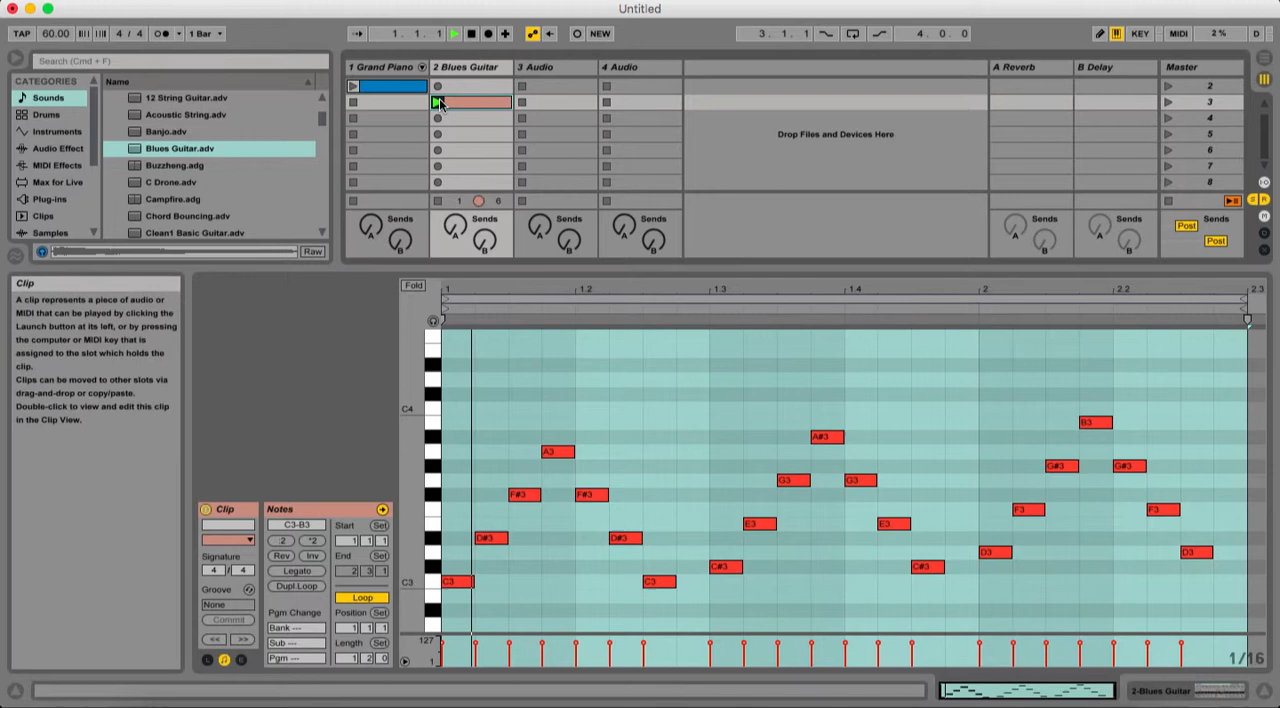 Untitled
TAP 60.00 4 / 4 1 Bar 1. 1. 1 NEW 3. 1. 1 4. 0. 0 KEY MIDI 2 % D
Search (Cmd + F)
CATEGORIES Name
Sounds
Drums
Instruments
Audio Effect
MIDI Effects
Max for Live
Plug-ins
Clips
Samples
12 String Guitar.adv
Acoustic String.adv
Banjo.adv
Blues Guitar.adv
Buzzheng.adg
C Drone.adv
Campfire.adg
Chord Bouncing.adv
Clean1 Basic Guitar.adv
Raw
1 Grand Piano 2 Blues Guitar 3 Audio 4 Audio A Reverb B Delay Master
2
3
4
5
6
7
8
Drop Files and Devices Here
1 6
Sends Sends Sends Sends Sends Sends Sends
A A A A A A Post
B B B B B B Post
I-O
S R
M
D
X
Clip
A clip represents a piece of audio or
MIDI that can be played by clicking the
Launch button at its left, or by pressing
the computer or MIDI key that is
assigned to the slot which holds the
clip.
Clips can be moved to other slots via
drag-and-drop or copy/paste.
Double-click to view and edit this clip
in the Clip View.
Clip
Signature
4 / 4
Groove
None
Commit
<< >>
L E
Notes
C3-B3
:2 *2
Rev Inv
Legato
Dupl.Loop
Pgm Change
Bank ---
Sub ---
Pgm ---
Start Set
1 1 1
End Set
2 3 1
Loop
Position Set
1 1 1
Length Set
1 2 0
Fold 1 1.2 1.3 1.4 2 2.2 2.3
C4
C3
C3 D#3 F#3 A3 F#3 D#3 C3 C#3 E3 G3 A#3 G3 E3 C#3 D3 F3 G#3 B3 G#3 F3 D3
127
1
1/16
2-Blues Guitar